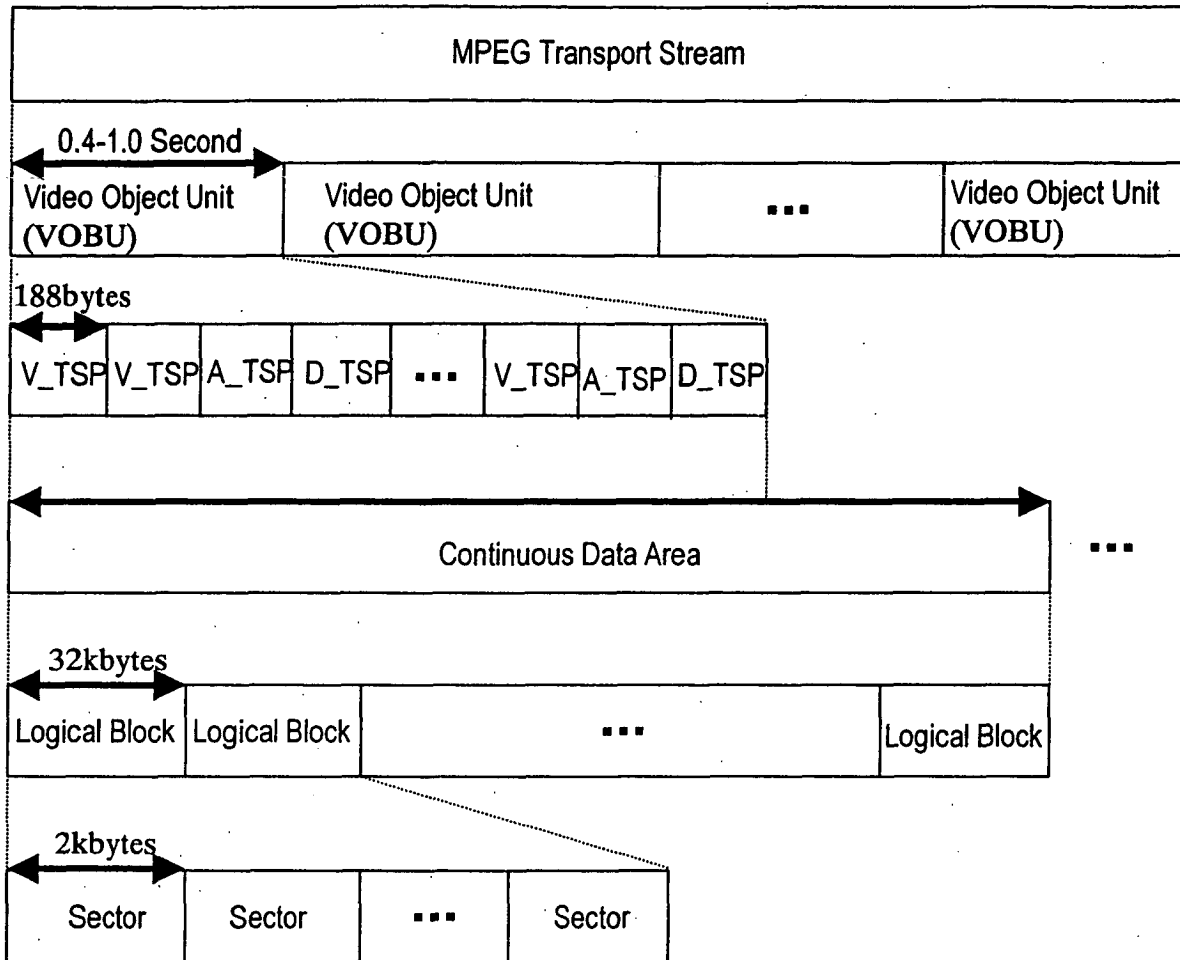 MPEG Transport Stream
0.4-1.0 Second
Video Object Unit
(VOBU)
Video Object Unit
(VOBU)
...
Video Object Unit
(VOBU)
188bytes
V_TSP V_TSP A_TSP D_TSP ... V_TSP A_TSP D_TSP
Continuous Data Area ...
32kbytes
Logical Block Logical Block ... Logical Block
2kbytes
Sector Sector ... Sector